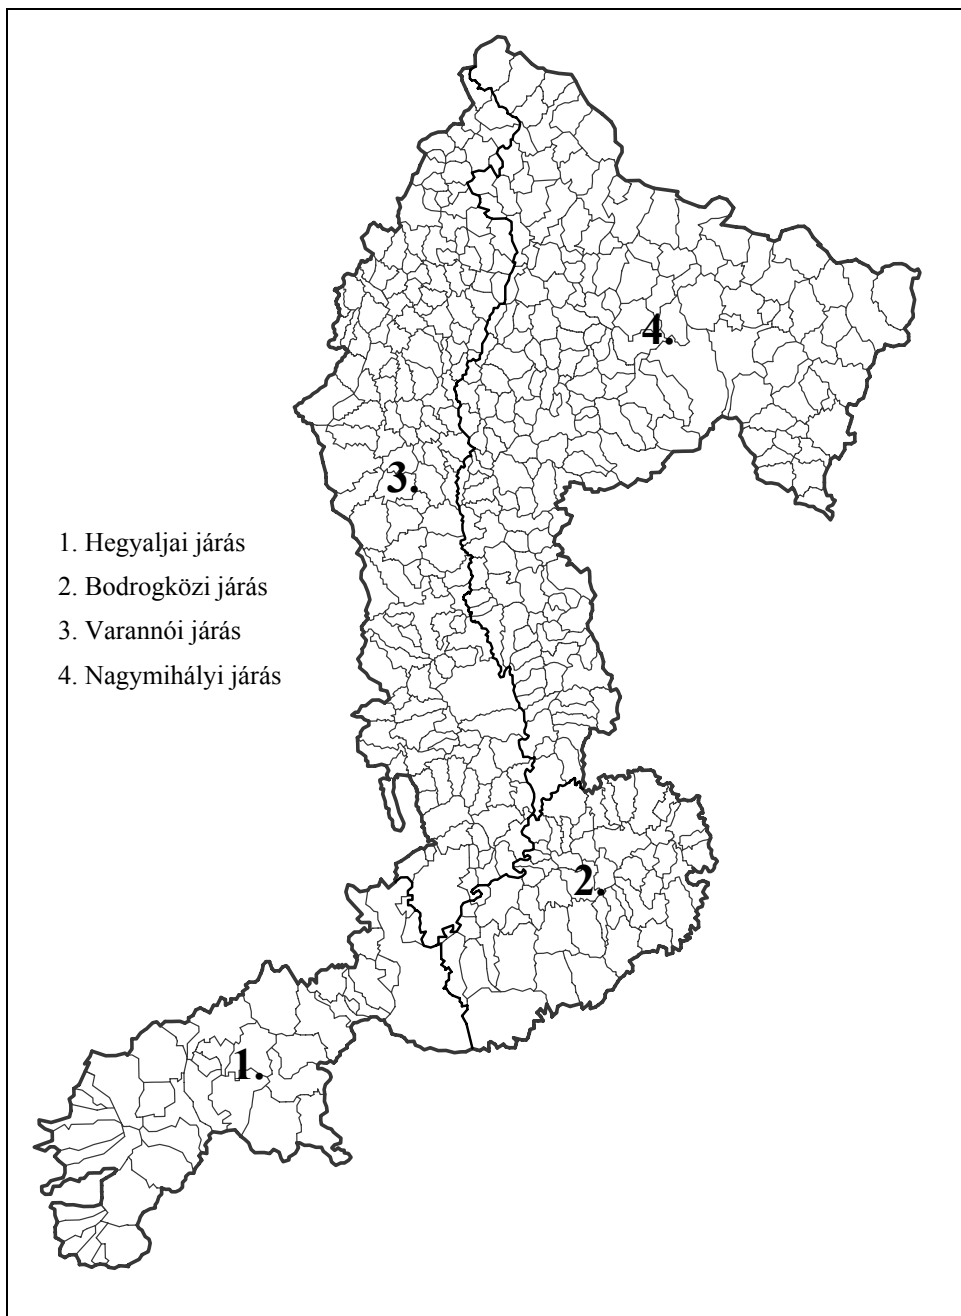 4.
3.
1. Hegyaljai járás
2. Bodrogközi járás
3. Varannói járás
4. Nagymihályi járás
2.
1.